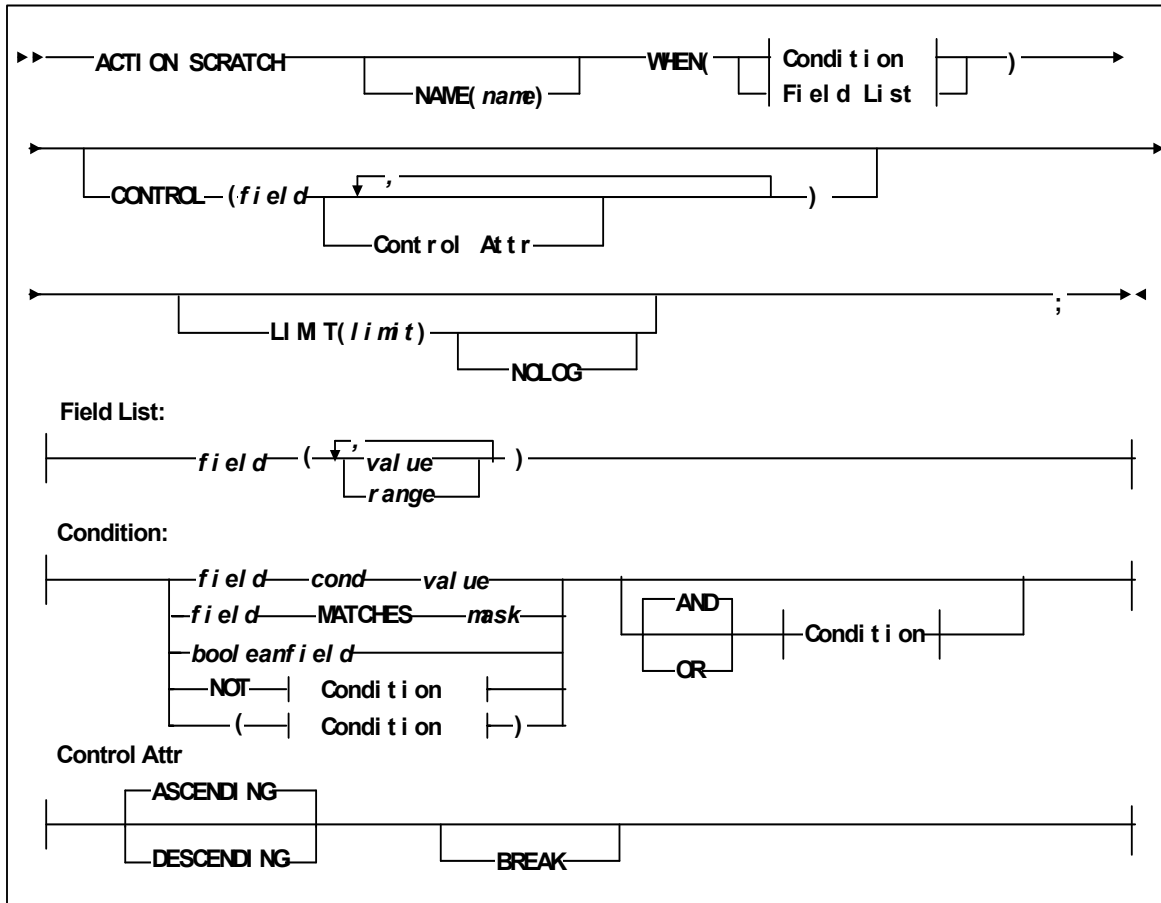 ACTION SCRATCH NAME(name) WHEN( Condition )
Field List
CONTROL (field , )
Control Attr
LIMIT(limit) ;
NOLOG
Field List:
field ( , value )
range
Condition:
field cond value
field MATCHES mask
booleanfield
NOT Condition
( Condition )
AND
OR
Condition
Control Attr
ASCENDING
DESCENDING
BREAK